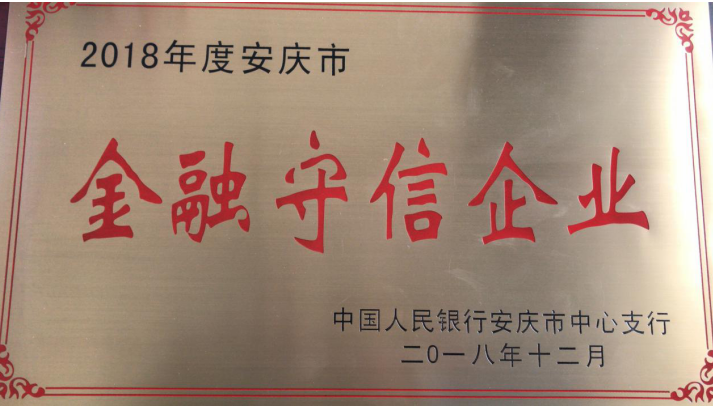 2018年度安庆市
金融守信企业
中国人民银行安庆市中心支行
二0一八年十二月